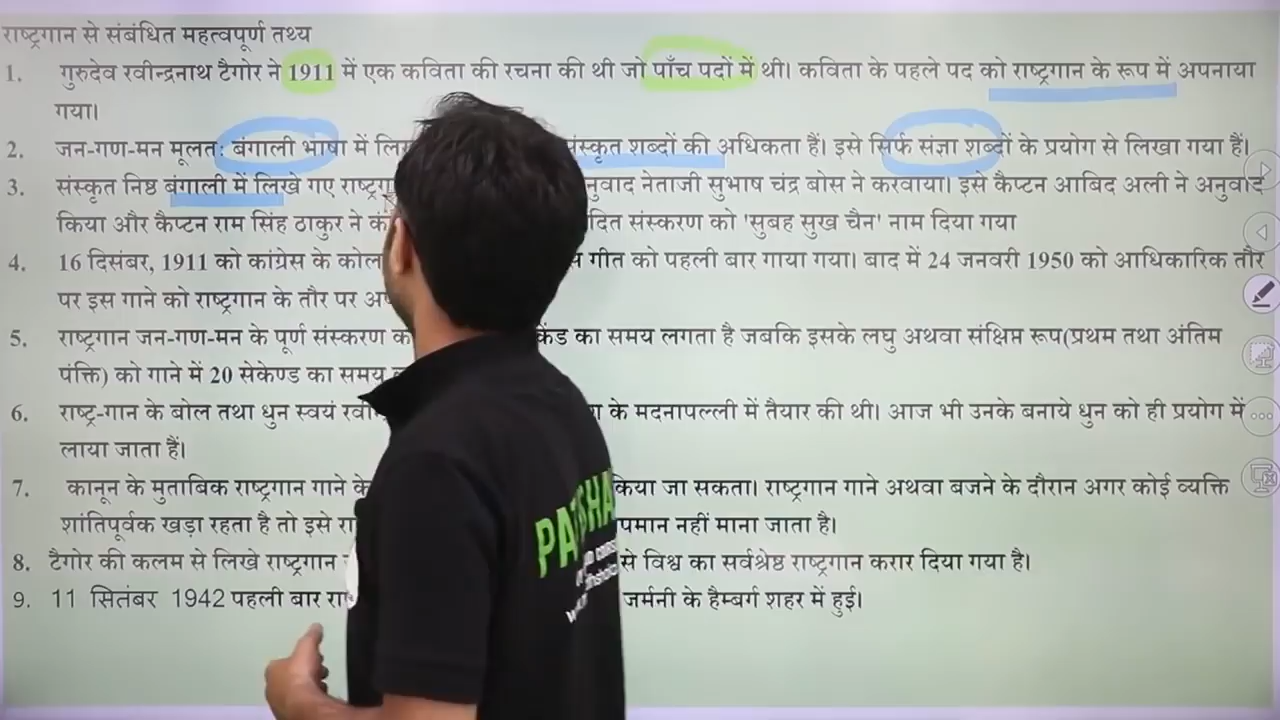 राष्ट्रगान से संबंधित महत्वपूर्ण तथ्य
1. गुरुदेव रवीन्द्रनाथ टैगोर ने 1911 में एक कविता की रचना की थी जो पाँच पदों में थी। कविता के पहले पद को राष्ट्रगान के रूप में अपनाया
गया।
2. जन-गण-मन मूलतः बंगाली भाषा में संस्कृत शब्दों की अधिकता हैं। इसे सिर्फ संज्ञा शब्दों के प्रयोग से लिखा गया हैं।
3. संस्कृत निष्ठ बंगाली में लिखे गए नेताजी सुभाष चंद्र बोस ने करवाया। इसे कैप्टन आबिद अली ने अनुवाद
किया और कैप्टन राम सिंह ठाकुर ने संस्करण को 'सुबह सुख चैन' नाम दिया गया
4. 16 दिसंबर, 1911 को कांग्रेस के गीत को पहली बार गाया गया। बाद में 24 जनवरी 1950 को आधिकारिक तौर
पर इस गाने को राष्ट्रगान के तौर पर
5. राष्ट्रगान जन-गण-मन के पूर्ण संस्करण का समय लगता है जबकि इसके लघु अथवा संक्षिप्त रूप(प्रथम तथा अंतिम
पंक्ति) को गाने में 20 सेकेण्ड का समय
6. राष्ट्र-गान के बोल तथा धुन स्वयं के मदनापल्ली में तैयार की थी। आज भी उनके बनाये धुन को ही प्रयोग में
लाया जाता हैं।
7. कानून के मुताबिक राष्ट्रगान गाने किया जा सकता। राष्ट्रगान गाने अथवा बजने के दौरान अगर कोई व्यक्ति
शांतिपूर्वक खड़ा रहता है तो इसे नहीं माना जाता है।
8. टैगोर की कलम से लिखे राष्ट्रगान से विश्व का सर्वश्रेष्ठ राष्ट्रगान करार दिया गया है।
9. 11 सितंबर 1942 पहली बार जर्मनी के हैम्बर्ग शहर में हुई।